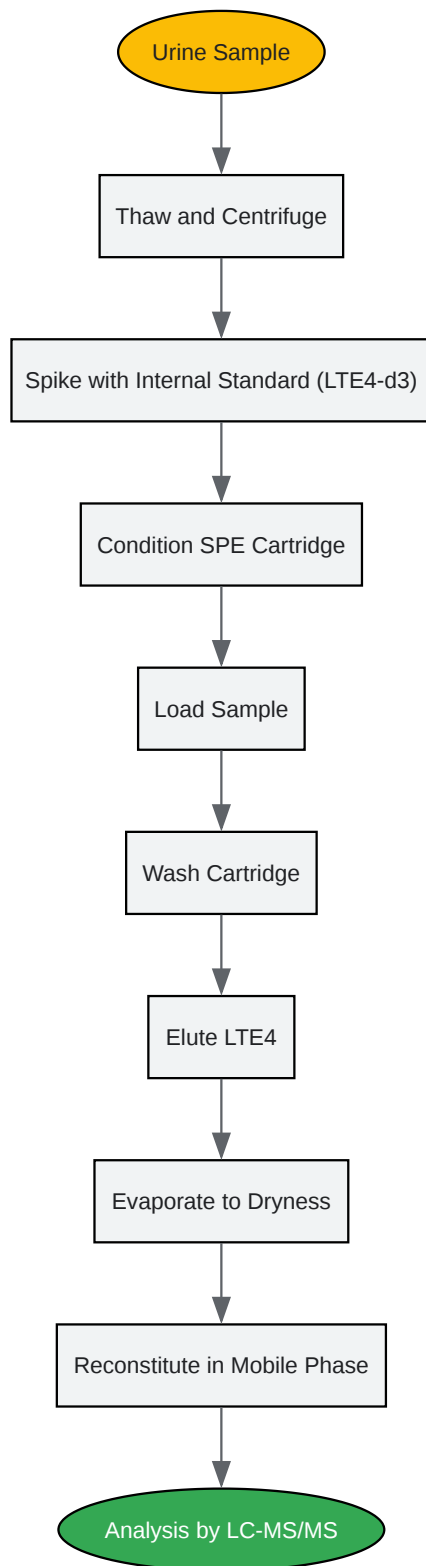 Urine Sample
Thaw and Centrifuge
Spike with Internal Standard (LTE4-d3)
Condition SPE Cartridge
Load Sample
Wash Cartridge
Elute LTE4
Evaporate to Dryness
Reconstitute in Mobile Phase
Analysis by LC-MS/MS